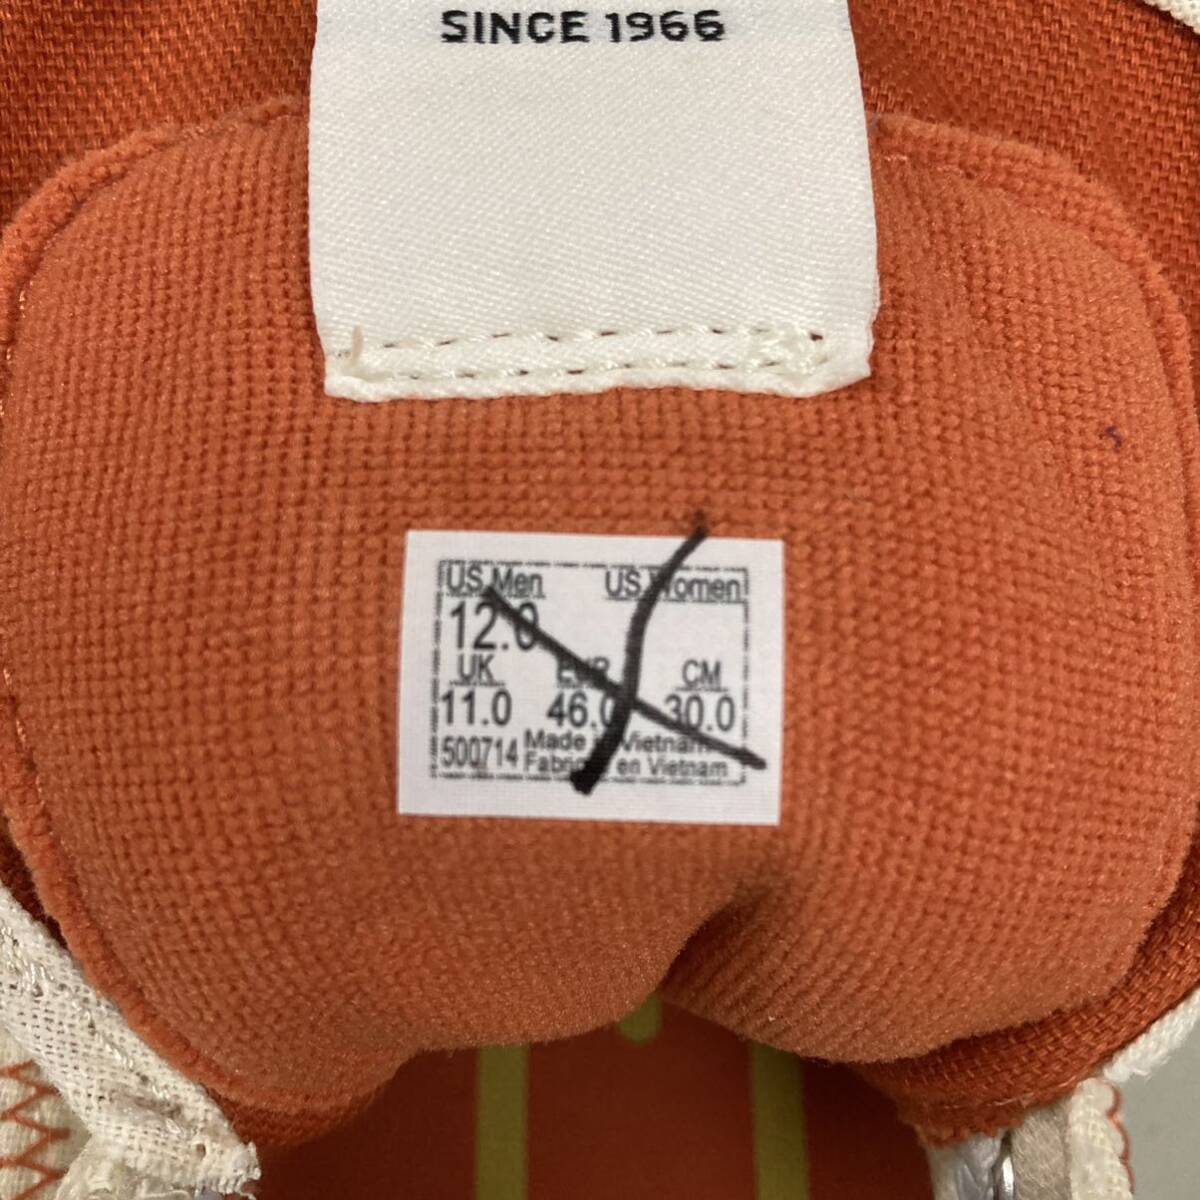 SINCE 1966
US Men US Women
12.0
UK EUR CM
11.0 46.0 30.0
500714 Made in Vietnam
Fabriqué en Vietnam